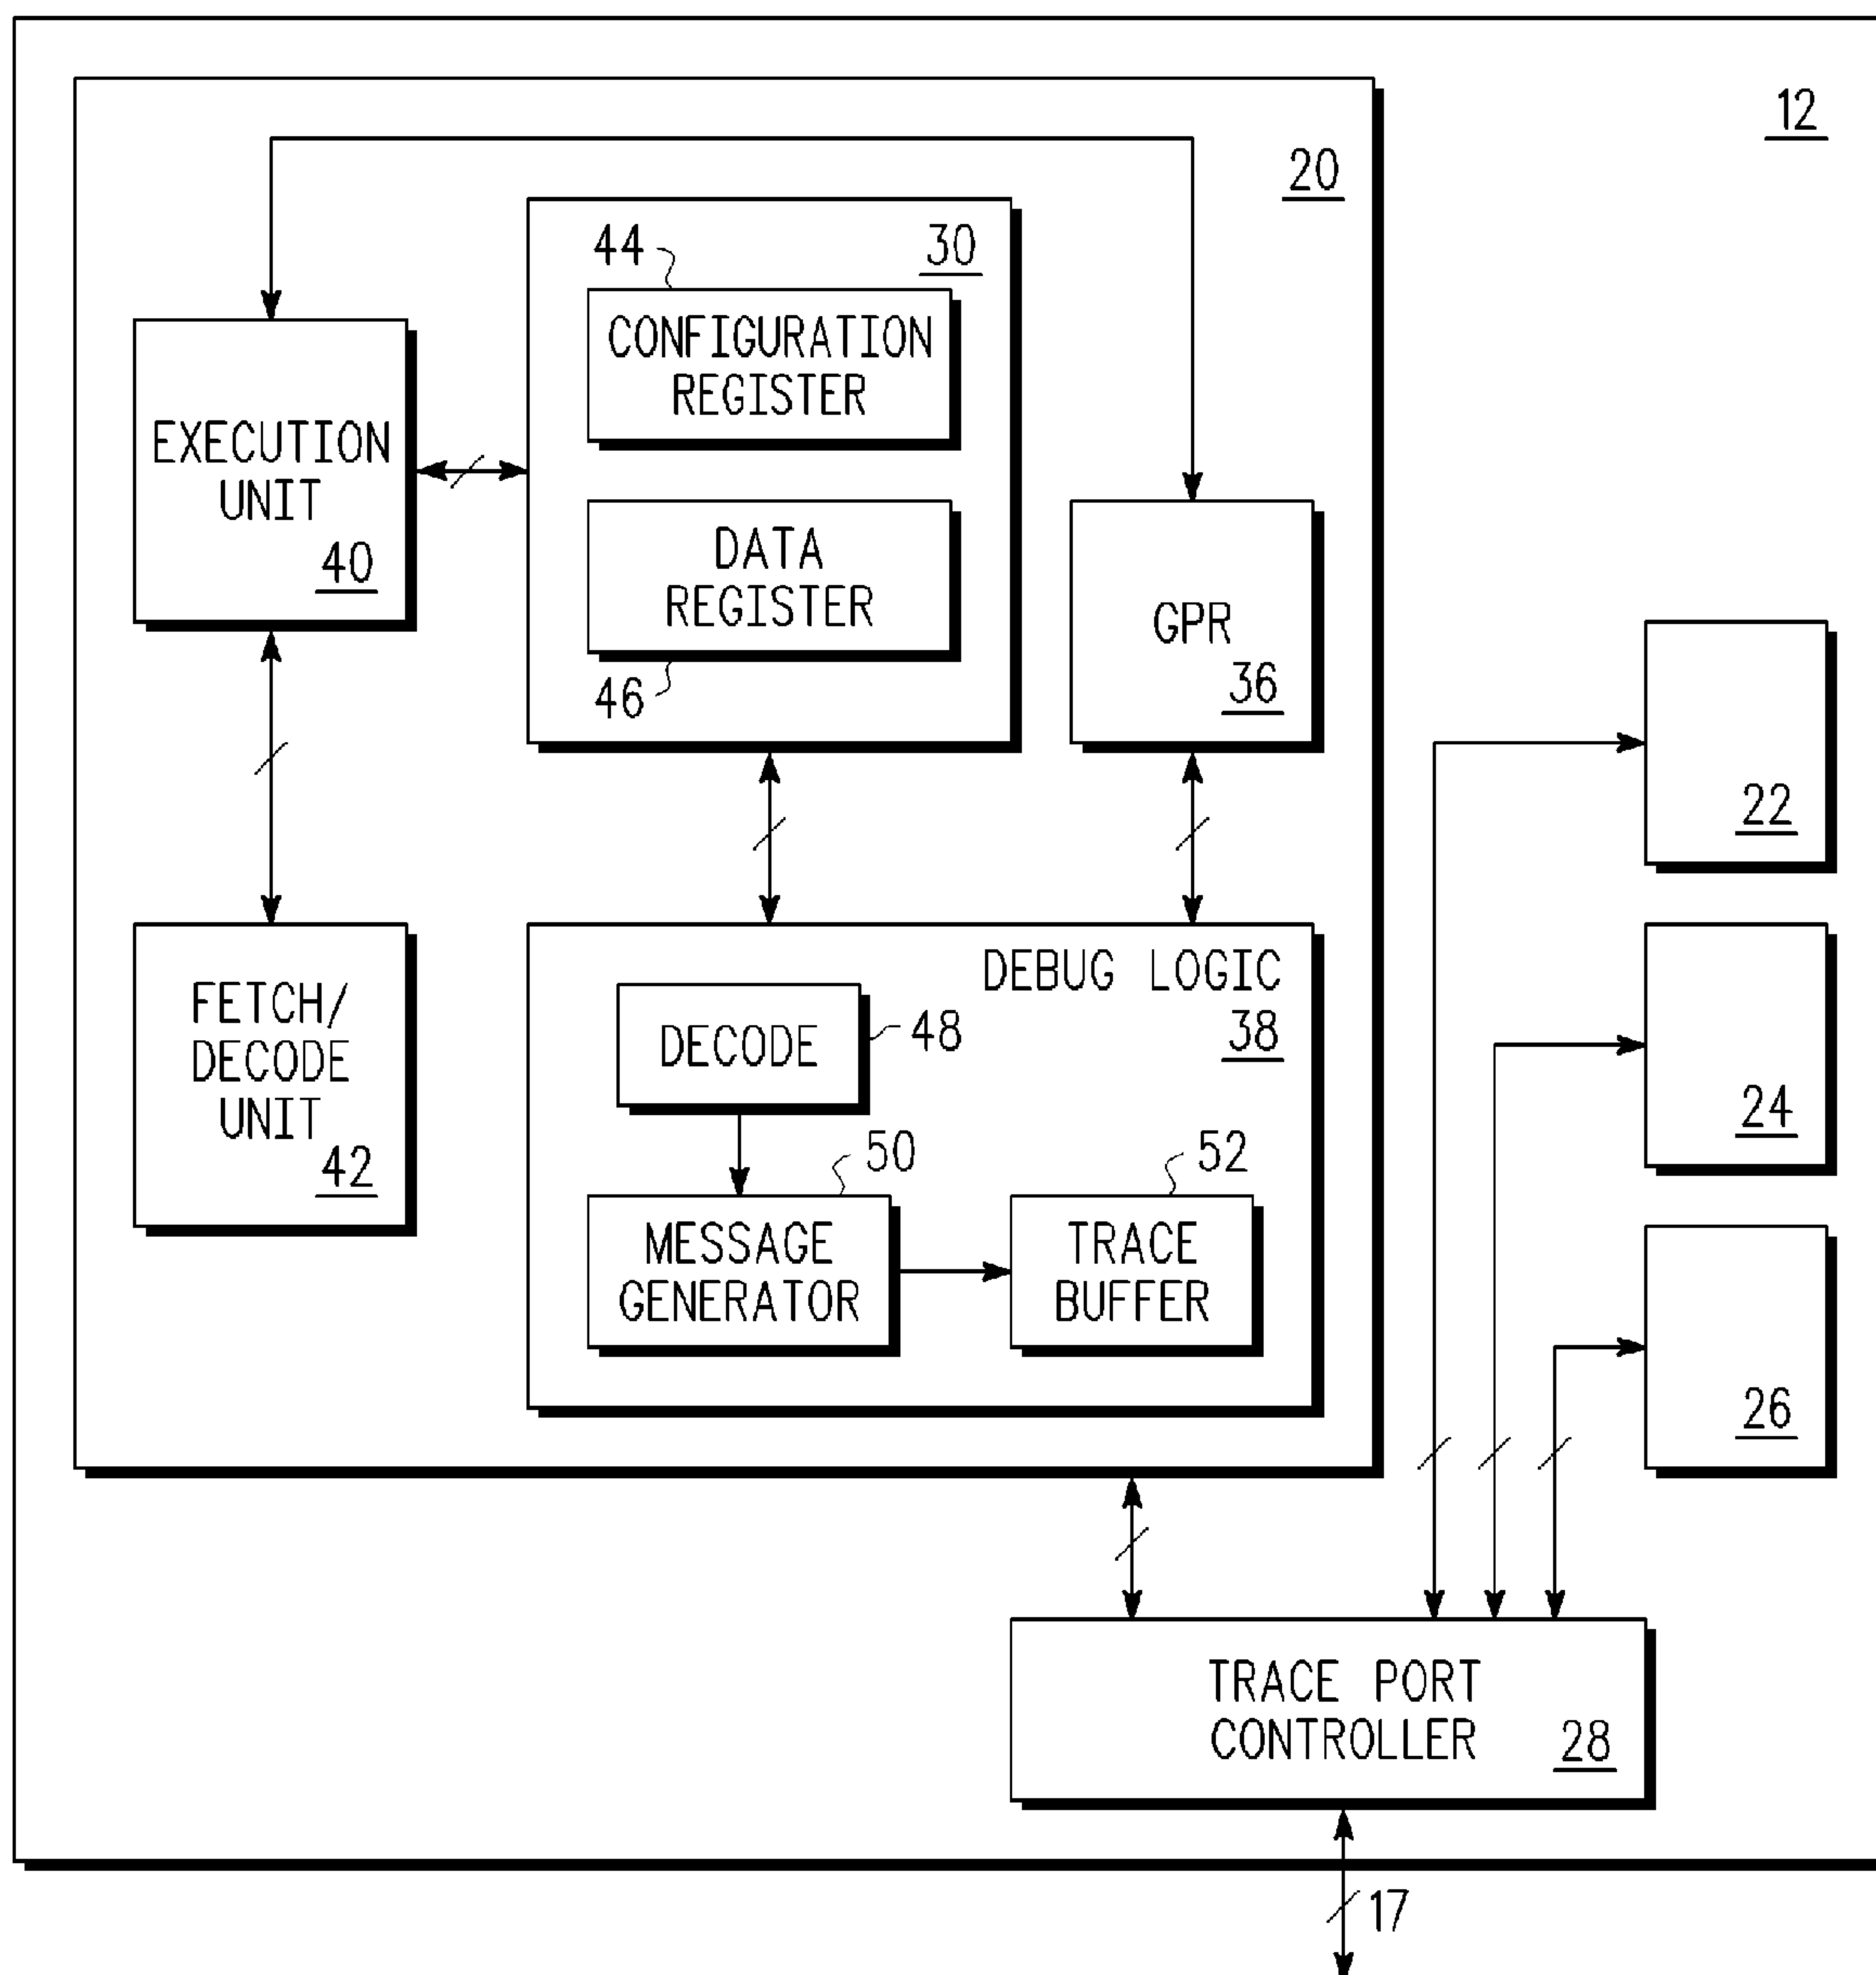 12
20
44
30
CONFIGURATION
REGISTER
EXECUTION
UNIT
40
DATA
REGISTER
46
GPR
36
22
FETCH/
DECODE
UNIT
42
DEBUG LOGIC
38
DECODE
48
50
52
MESSAGE
GENERATOR
TRACE
BUFFER
24
26
TRACE PORT
CONTROLLER
28
17